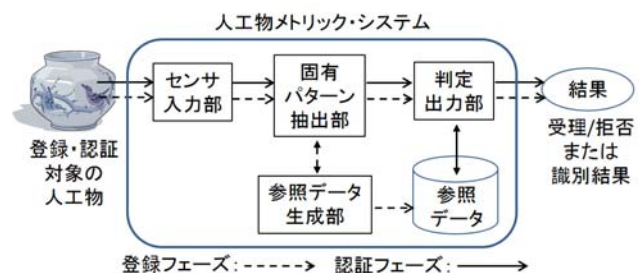 人工物メトリック・システム
センサ
入力部
固有
パターン
抽出部
判定
出力部
結果
登録・認証
対象の
人工物
参照データ
生成部
参照
データ
受理/拒否
または
識別結果
登録フェーズ:
認証フェーズ: